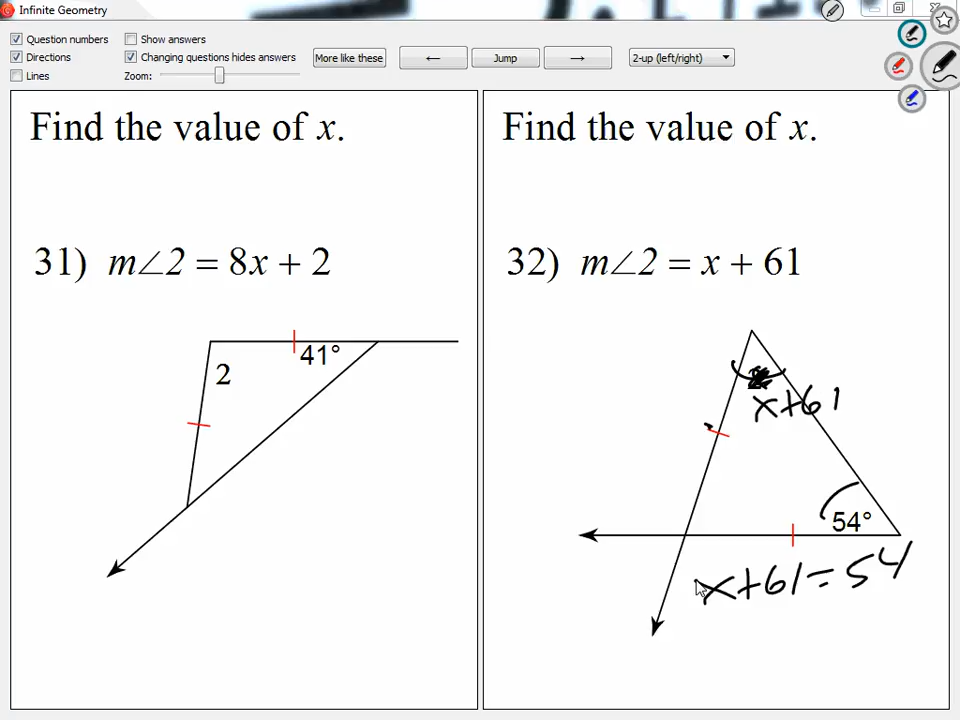 Infinite Geometry
Question numbers
Show answers
Directions
Changing questions hides answers
Lines
Zoom:
More like these
←
Jump
→
2-up (left/right)
Find the value of x.
31) m∠2 = 8x + 2
41°
2
Find the value of x.
32) m∠2 = x + 61
x+61
54°
x+61=54